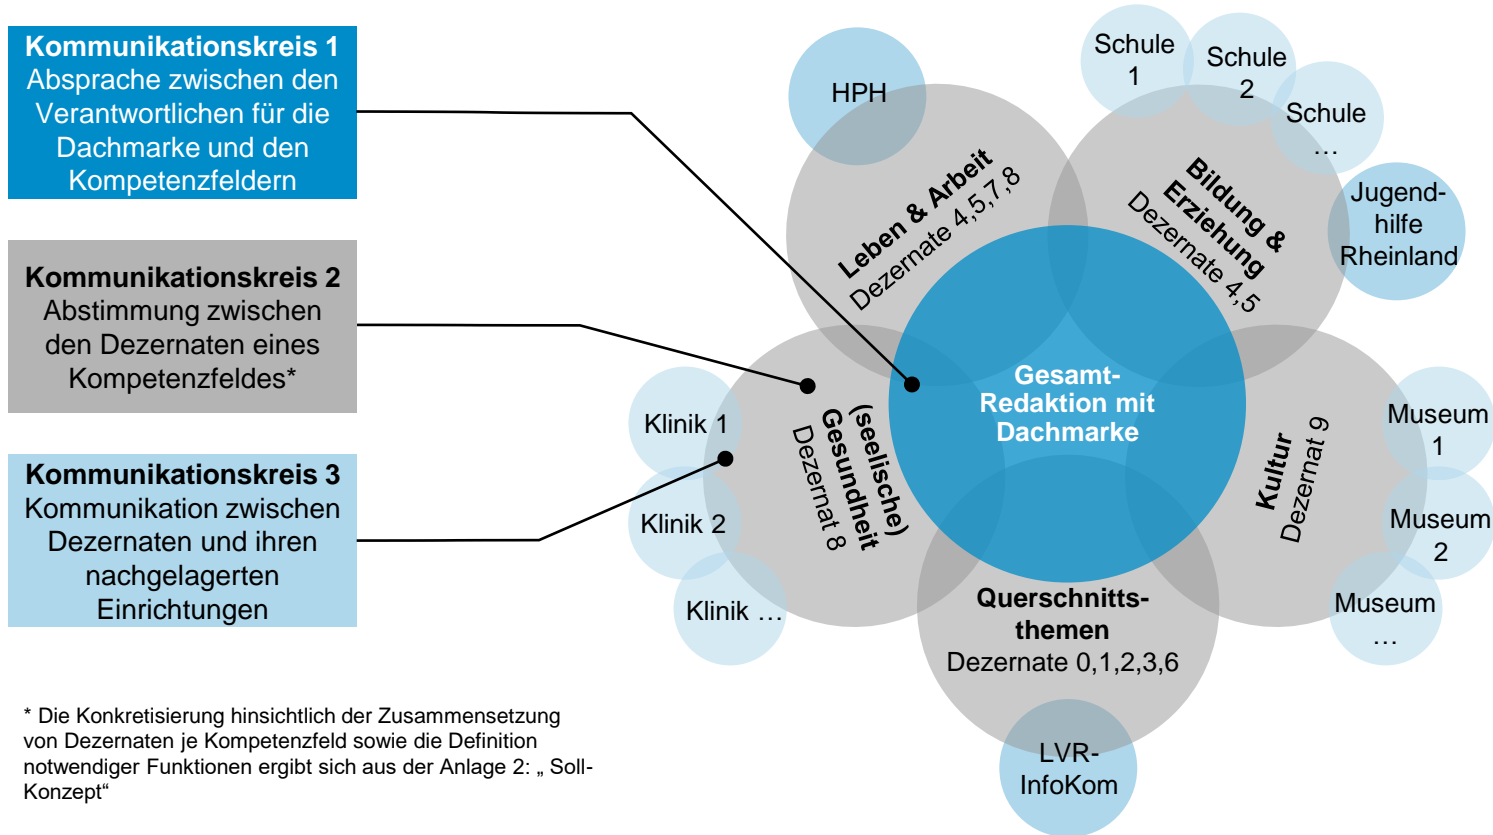 Kommunikationskreis 1
Absprache zwischen den
Verantwortlichen für die
Dachmarke und den
Kompetenzfeldern
Kommunikationskreis 2
Abstimmung zwischen
den Dezernaten eines
Kompetenzfeldes*
Kommunikationskreis 3
Kommunikation zwischen
Dezernaten und ihren
nachgelagerten
Einrichtungen
* Die Konkretisierung hinsichtlich der Zusammensetzung
von Dezernaten je Kompetenzfeld sowie die Definition
notwendiger Funktionen ergibt sich aus der Anlage 2: „ Soll-
Konzept“
HPH
Leben & Arbeit
Dezernate 4,5,7,8
Schule
1
Schule
2
Schule
…
Jugend-
hilfe
Rheinland
Bildung &
Erziehung
Dezernate 4,5
Gesamt-
Redaktion mit
Dachmarke
Klinik 1
Klinik 2
Klinik …
(seelische)
Gesundheit
Dezernat 8
Kultur
Dezernat 9
Museum
1
Museum
2
Museum
…
Querschnitts-
themen
Dezernate 0,1,2,3,6
LVR-
InfoKom